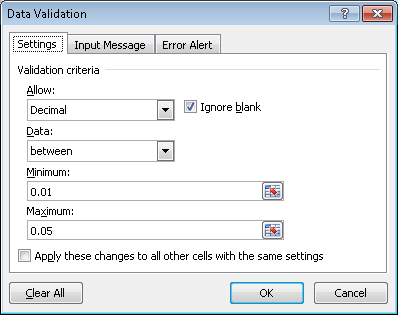 Data Validation
Settings Input Message Error Alert
Validation criteria
Allow:
Decimal Ignore blank
Data:
between
Minimum:
0.01
Maximum:
0.05
Apply these changes to all other cells with the same settings
Clear All OK Cancel